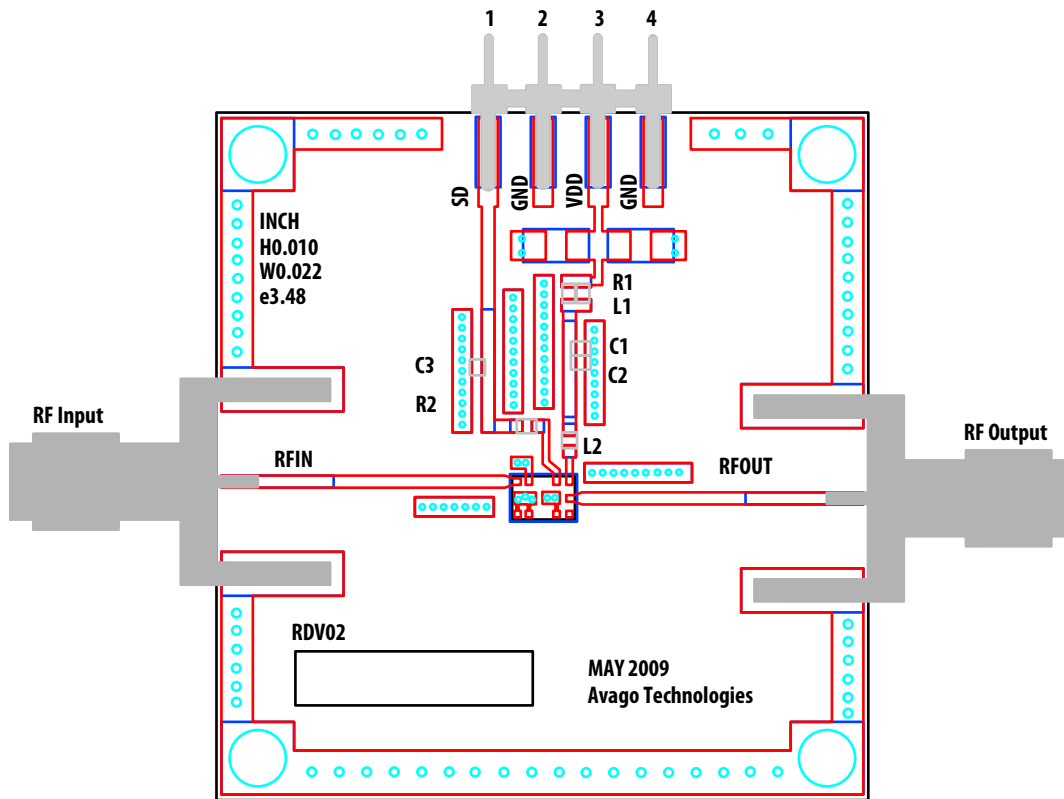 1 2 3 4
SD GND VDD GND
INCH
H0.010
W0.022
e3.48
R1
L1
C1
C3
C2
R2
RF Input
RF Output
L2
RFIN
RFOUT
RDV02
MAY 2009
Avago Technologies